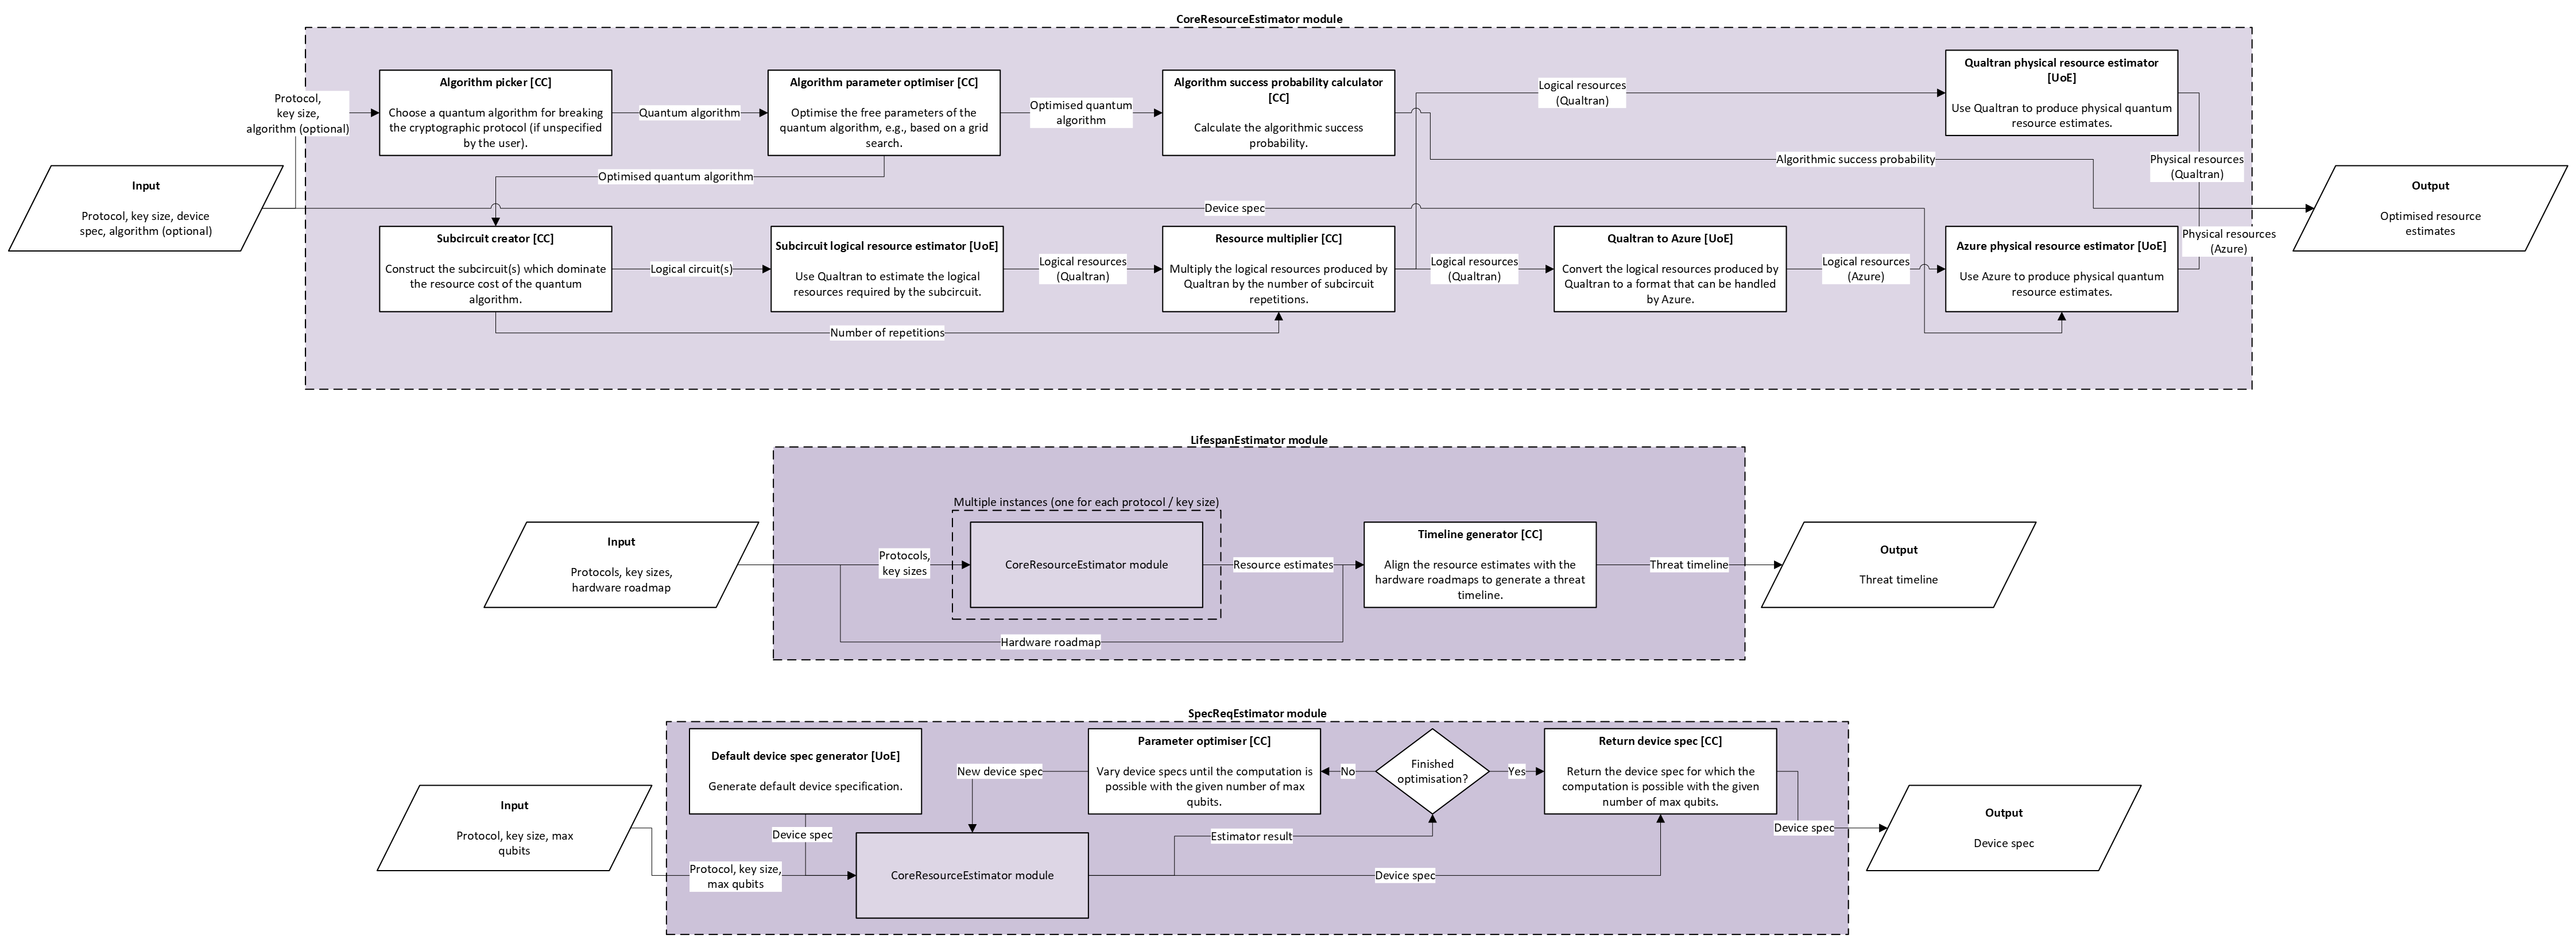 CoreResourceEstimator module
Input
Protocol, key size, device
spec, algorithm (optional)
Protocol,
key size,
algorithm (optional)
Algorithm picker [CC]
Choose a quantum algorithm for breaking
the cryptographic protocol (if unspecified
by the user).
Quantum algorithm
Algorithm parameter optimiser [CC]
Optimise the free parameters of the
quantum algorithm, e.g., based on a grid
search.
Optimised quantum
algorithm
Algorithm success probability calculator
[CC]
Calculate the algorithmic success
probability.
Logical resources
(Qualtran)
Qualtran physical resource estimator
[UoE]
Use Qualtran to produce physical quantum
resource estimates.
Algorithmic success probability
Physical resources
(Qualtran)
Optimised quantum algorithm
Device spec
Subcircuit creator [CC]
Construct the subcircuit(s) which dominate
the resource cost of the quantum
algorithm.
Logical circuit(s)
Subcircuit logical resource estimator [UoE]
Use Qualtran to estimate the logical
resources required by the subcircuit.
Logical resources
(Qualtran)
Resource multiplier [CC]
Multiply the logical resources produced by
Qualtran by the number of subcircuit
repetitions.
Logical resources
(Qualtran)
Qualtran to Azure [UoE]
Convert the logical resources produced by
Qualtran to a format that can be handled
by Azure.
Logical resources
(Azure)
Azure physical resource estimator [UoE]
Use Azure to produce physical quantum
resource estimates.
Physical resources
(Azure)
Number of repetitions
Output
Optimised resource
estimates
LifespanEstimator module
Input
Protocols, key sizes,
hardware roadmap
Protocols,
key sizes
Multiple instances (one for each protocol / key size)
CoreResourceEstimator module
Resource estimates
Timeline generator [CC]
Align the resource estimates with the
hardware roadmaps to generate a threat
timeline.
Threat timeline
Hardware roadmap
Output
Threat timeline
SpecReqEstimator module
Input
Protocol, key size, max
qubits
Default device spec generator [UoE]
Generate default device specification.
Device spec
Protocol, key size,
max qubits
New device spec
CoreResourceEstimator module
Parameter optimiser [CC]
Vary device specs until the computation is
possible with the given number of max
qubits.
No
Finished
optimisation?
Yes
Estimator result
Device spec
Return device spec [CC]
Return the device spec for which the
computation is possible with the given
number of max qubits.
Device spec
Output
Device spec